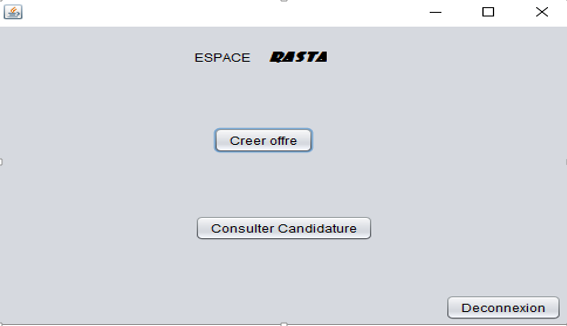 ESPACE RASTA
Creer offre
Consulter Candidature
Deconnexion